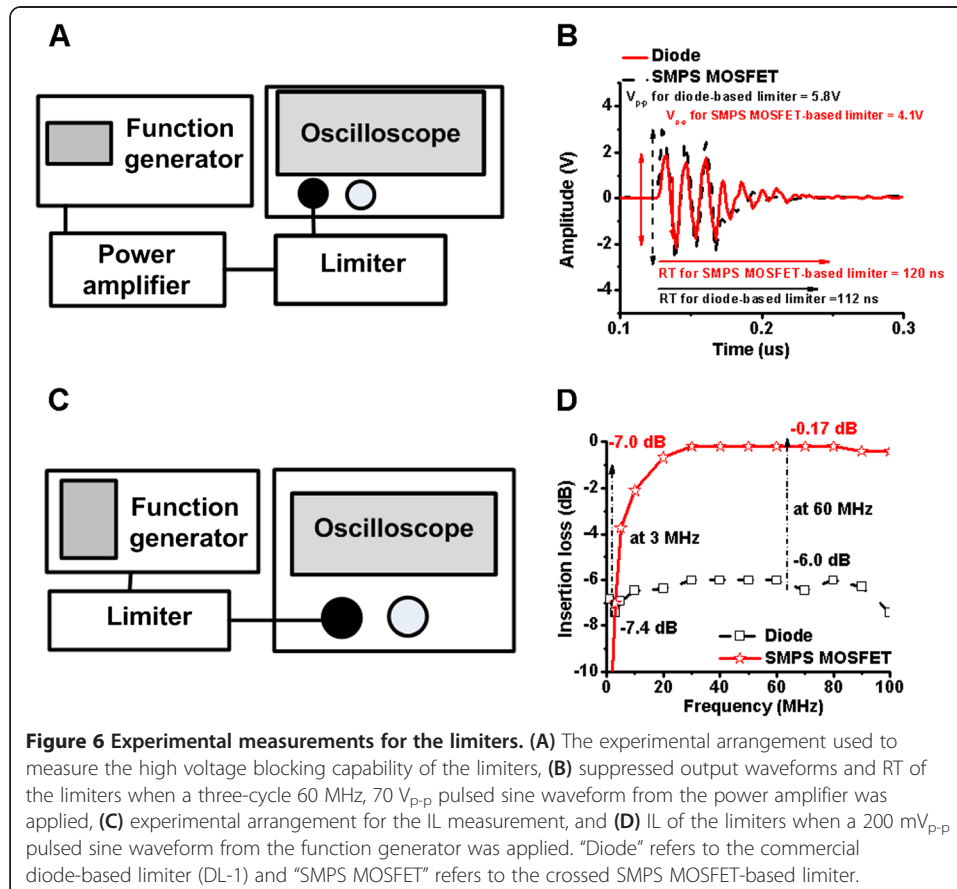 A
Function
generator
Oscilloscope
Power
amplifier
Limiter
B
Diode
SMPS MOSFET
Vp-p for diode-based limiter = 5.8V
Vp-p for SMPS MOSFET-based limiter = 4.1V
Amplitude (V)
4
2
0
-2
-4
RT for SMPS MOSFET-based limiter = 120 ns
RT for diode-based limiter =112 ns
0.1
0.2
0.3
Time (us)
C
Function
generator
Oscilloscope
Limiter
D
Insertion loss (dB)
0
-2
-4
-6
-8
-10
-7.0 dB
-0.17 dB
at 3 MHz
at 60 MHz
-6.0 dB
-7.4 dB
Diode
SMPS MOSFET
0
20
40
60
80
100
Frequency (MHz)
Figure 6 Experimental measurements for the limiters. (A) The experimental arrangement used to
measure the high voltage blocking capability of the limiters, (B) suppressed output waveforms and RT of
the limiters when a three-cycle 60 MHz, 70 Vp-p pulsed sine waveform from the power amplifier was
applied, (C) experimental arrangement for the IL measurement, and (D) IL of the limiters when a 200 mVp-p
pulsed sine waveform from the function generator was applied. "Diode" refers to the commercial
diode-based limiter (DL-1) and "SMPS MOSFET" refers to the crossed SMPS MOSFET-based limiter.